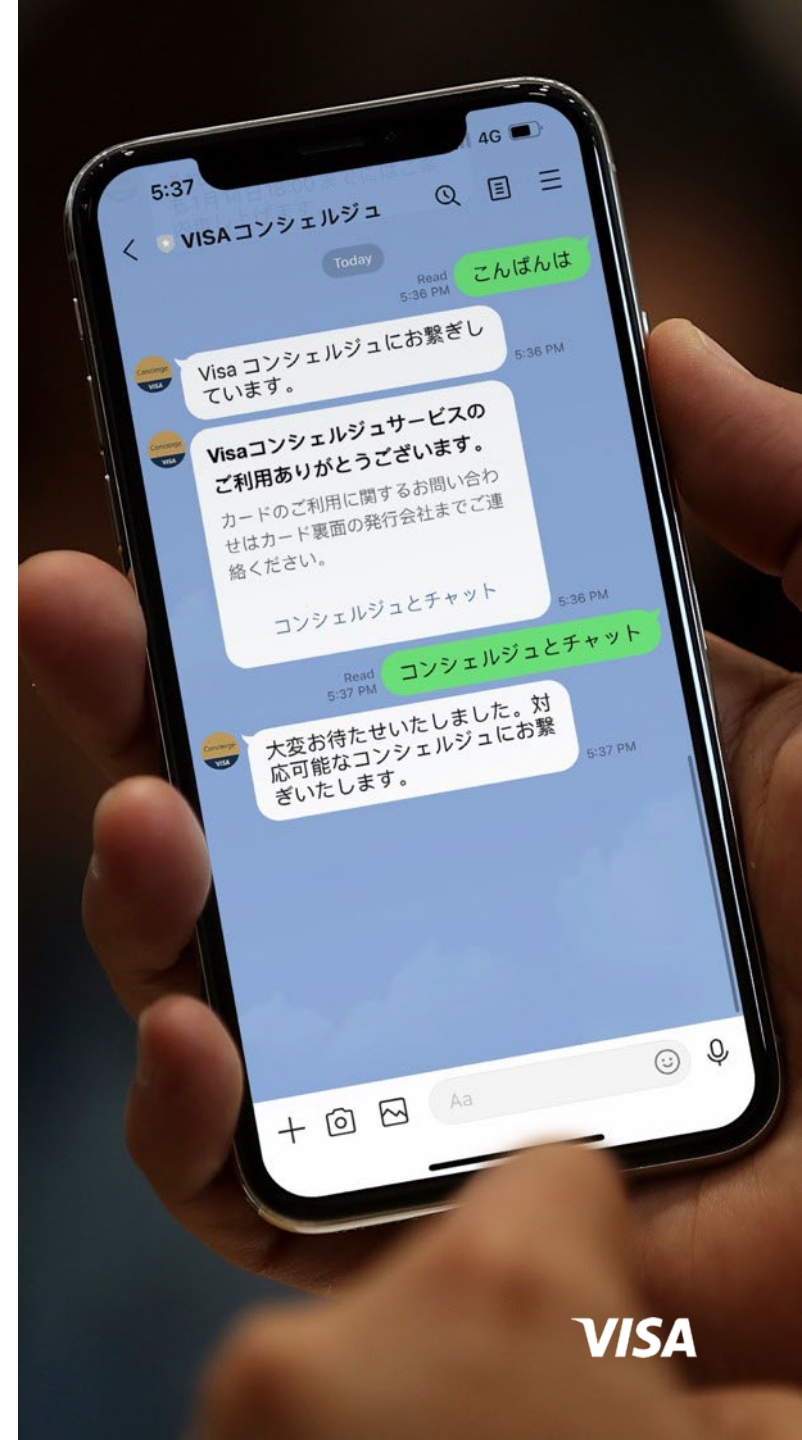 5:37
4G
VISAコンシェルジュ
Today
こんばんは
Read
5:36 PM
Concierge
VISA
Visa コンシェルジュにお繋ぎし
ています。
5:36 PM
Concierge
VISA
Visaコンシェルジュサービスの
ご利用ありがとうございます。
カードのご利用に関するお問い合わ
せはカード裏面の発行会社までご連
絡ください。
コンシェルジュとチャット
5:36 PM
コンシェルジュとチャット
Read
5:37 PM
Concierge
VISA
大変お待たせいたしました。対
応可能なコンシェルジュにお繋
ぎいたします。
5:37 PM
Aa
VISA